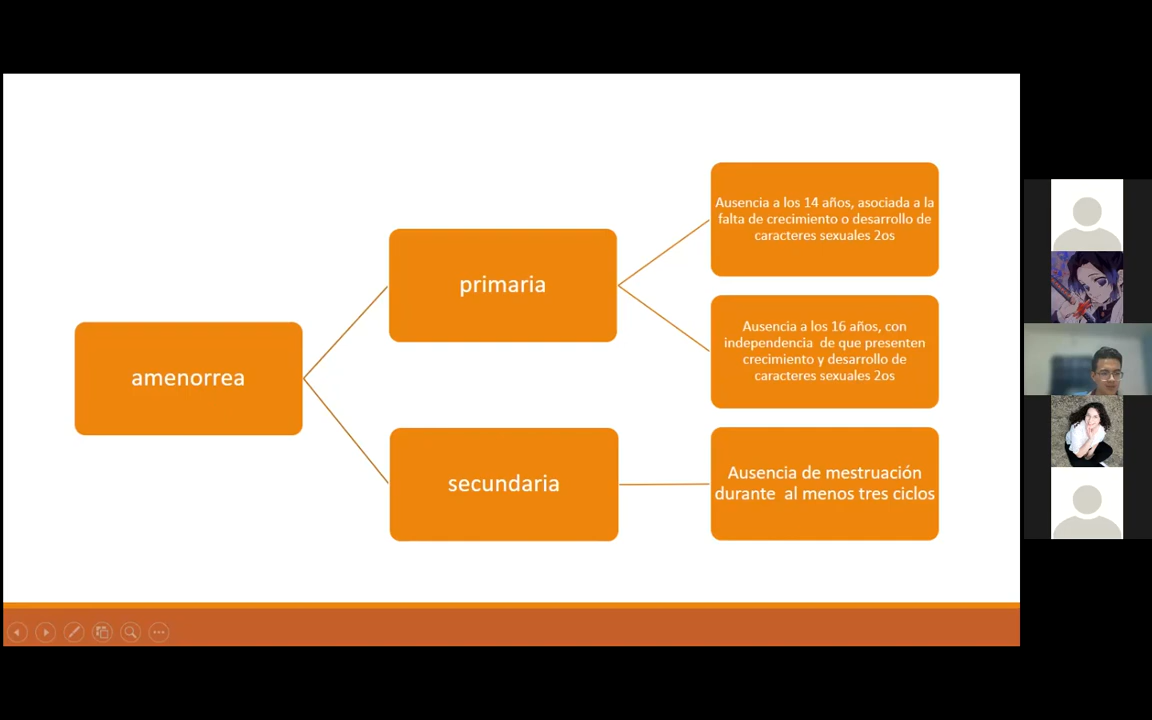 amenorrea
primaria
Ausencia a los 14 años, asociada a la
falta de crecimiento o desarrollo de
caracteres sexuales 2os
Ausencia a los 16 años, con
independencia  de que presenten
crecimiento y desarrollo de
caracteres sexuales 2os
secundaria
Ausencia de mestruación
durante  al menos tres ciclos